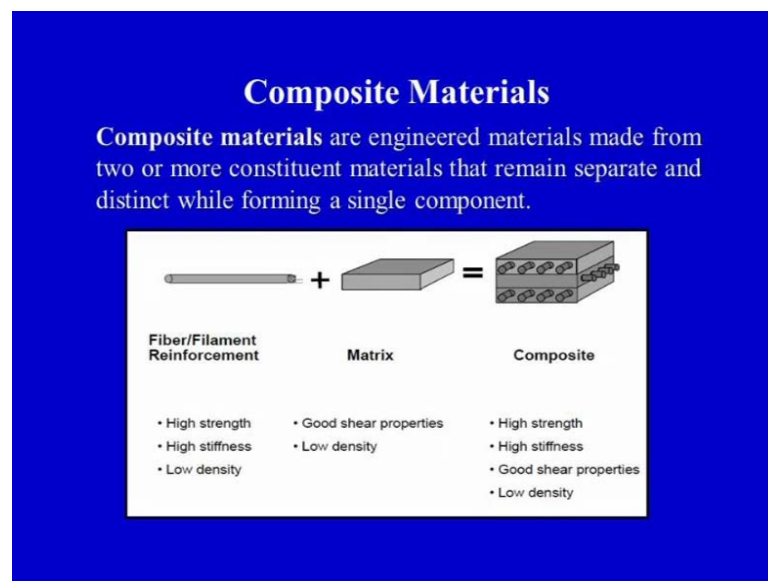 Composite Materials
Composite materials are engineered materials made from
two or more constituent materials that remain separate and
distinct while forming a single component.
+ =
Fiber/Filament
Reinforcement
Matrix
Composite
• High strength
• High stiffness
• Low density
• Good shear properties
• Low density
• High strength
• High stiffness
• Good shear properties
• Low density